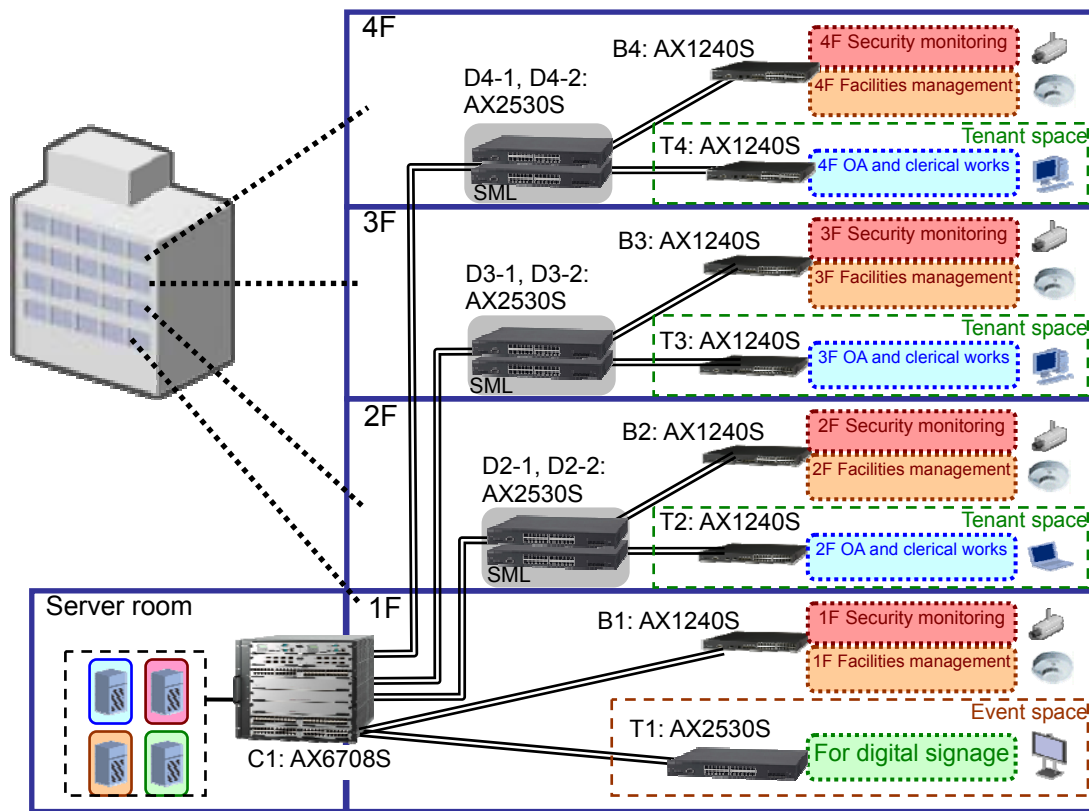 4F
B4: AX1240S
4F Security monitoring
4F Facilities management
D4-1, D4-2:
AX2530S
SML
Tenant space
T4: AX1240S
4F OA and clerical works
3F
B3: AX1240S
3F Security monitoring
3F Facilities management
D3-1, D3-2:
AX2530S
SML
Tenant space
T3: AX1240S
3F OA and clerical works
2F
B2: AX1240S
2F Security monitoring
2F Facilities management
D2-1, D2-2:
AX2530S
SML
Tenant space
T2: AX1240S
2F OA and clerical works
Server room
1F
B1: AX1240S
1F Security monitoring
1F Facilities management
Event space
T1: AX2530S
For digital signage
C1: AX6708S